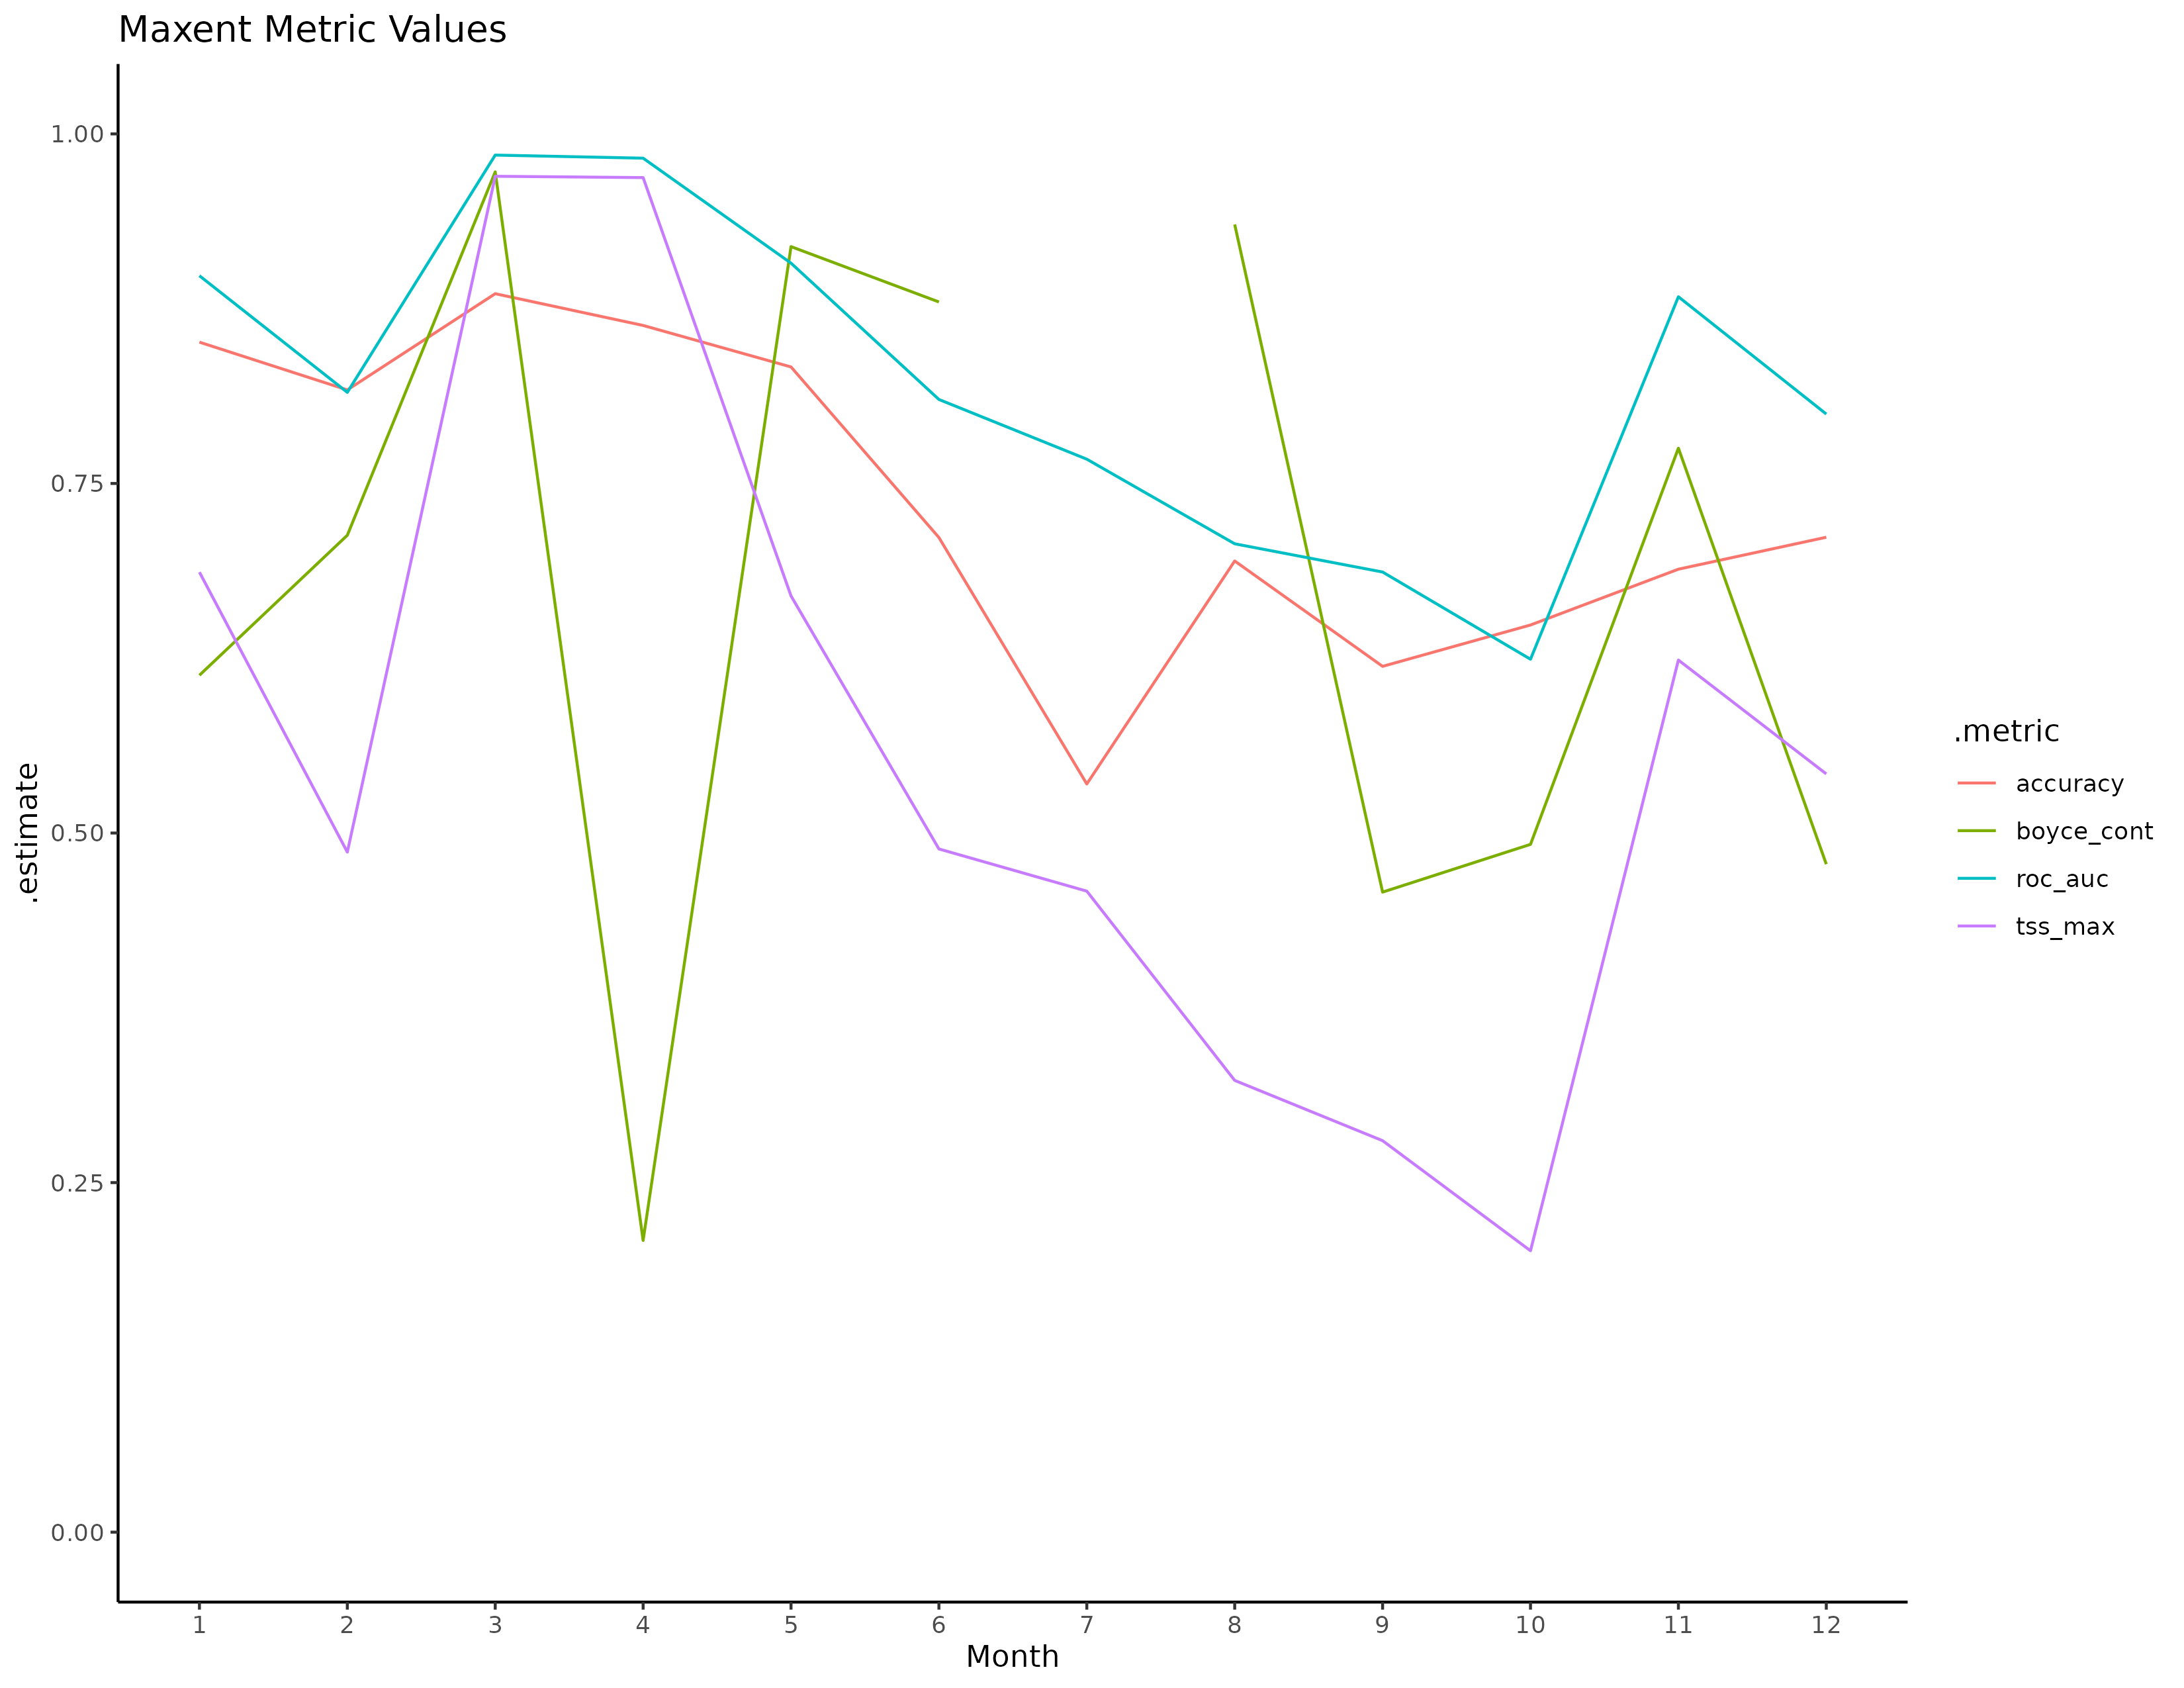 Maxent Metric Values
1.00
0.75
0.50
0.25
0.00
.estimate
1 2 3 4 5 6 7 8 9 10 11 12
Month
.metric
accuracy
boyce_cont
roc_auc
tss_max